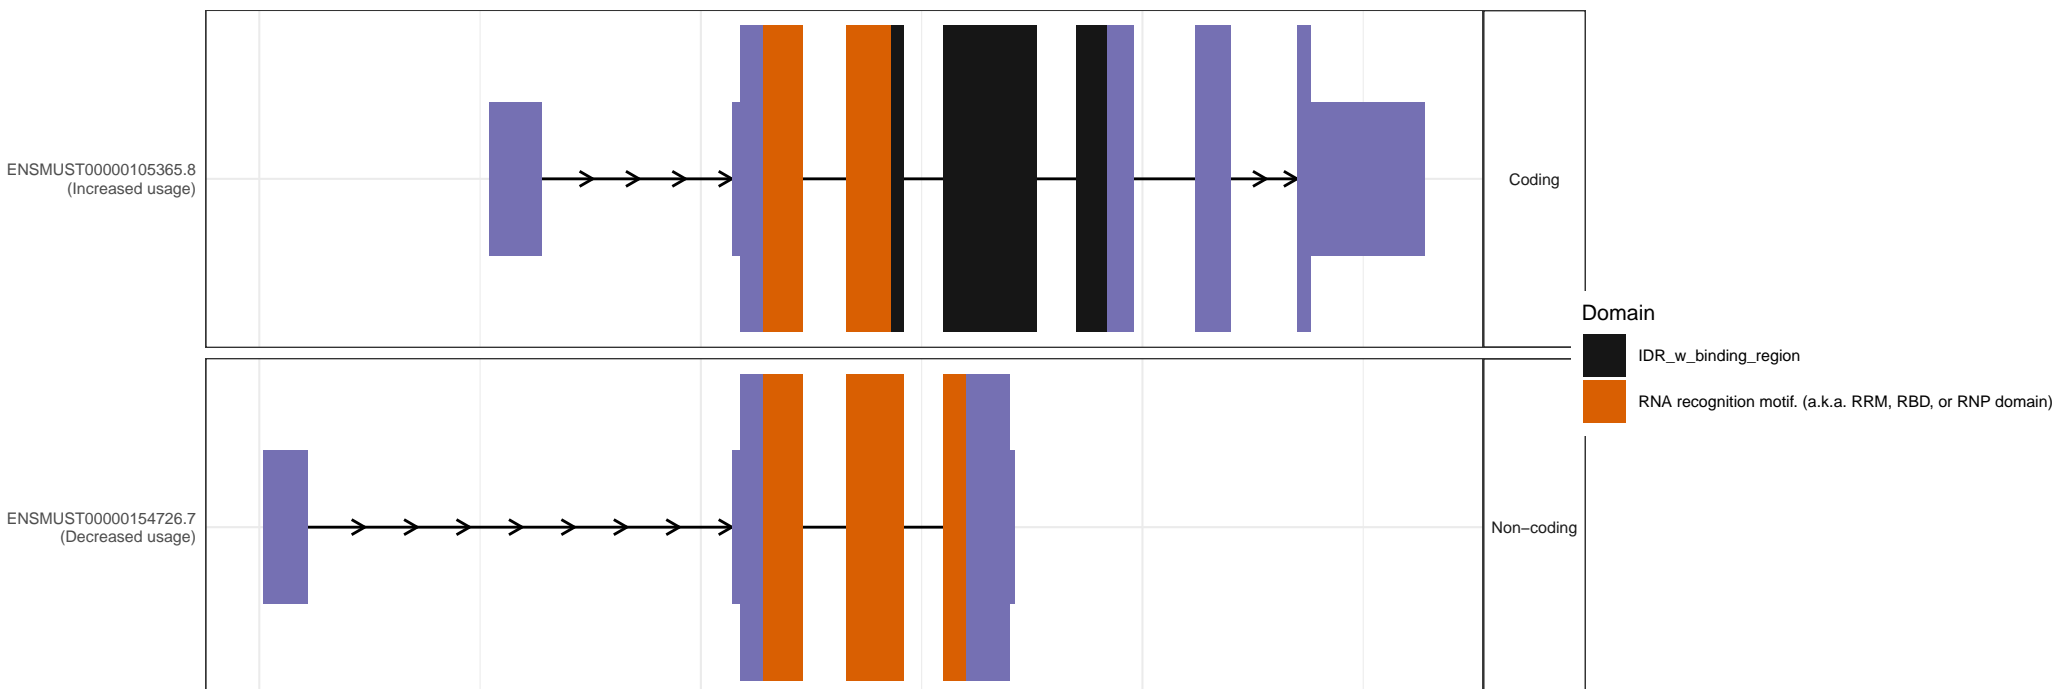 ENSMUST00000105365.8
(Increased usage)
Coding
Domain
IDR_w_binding_region
RNA recognition motif. (a.k.a. RRM, RBD, or RNP domain)
ENSMUST00000154726.7
(Decreased usage)
Non−coding